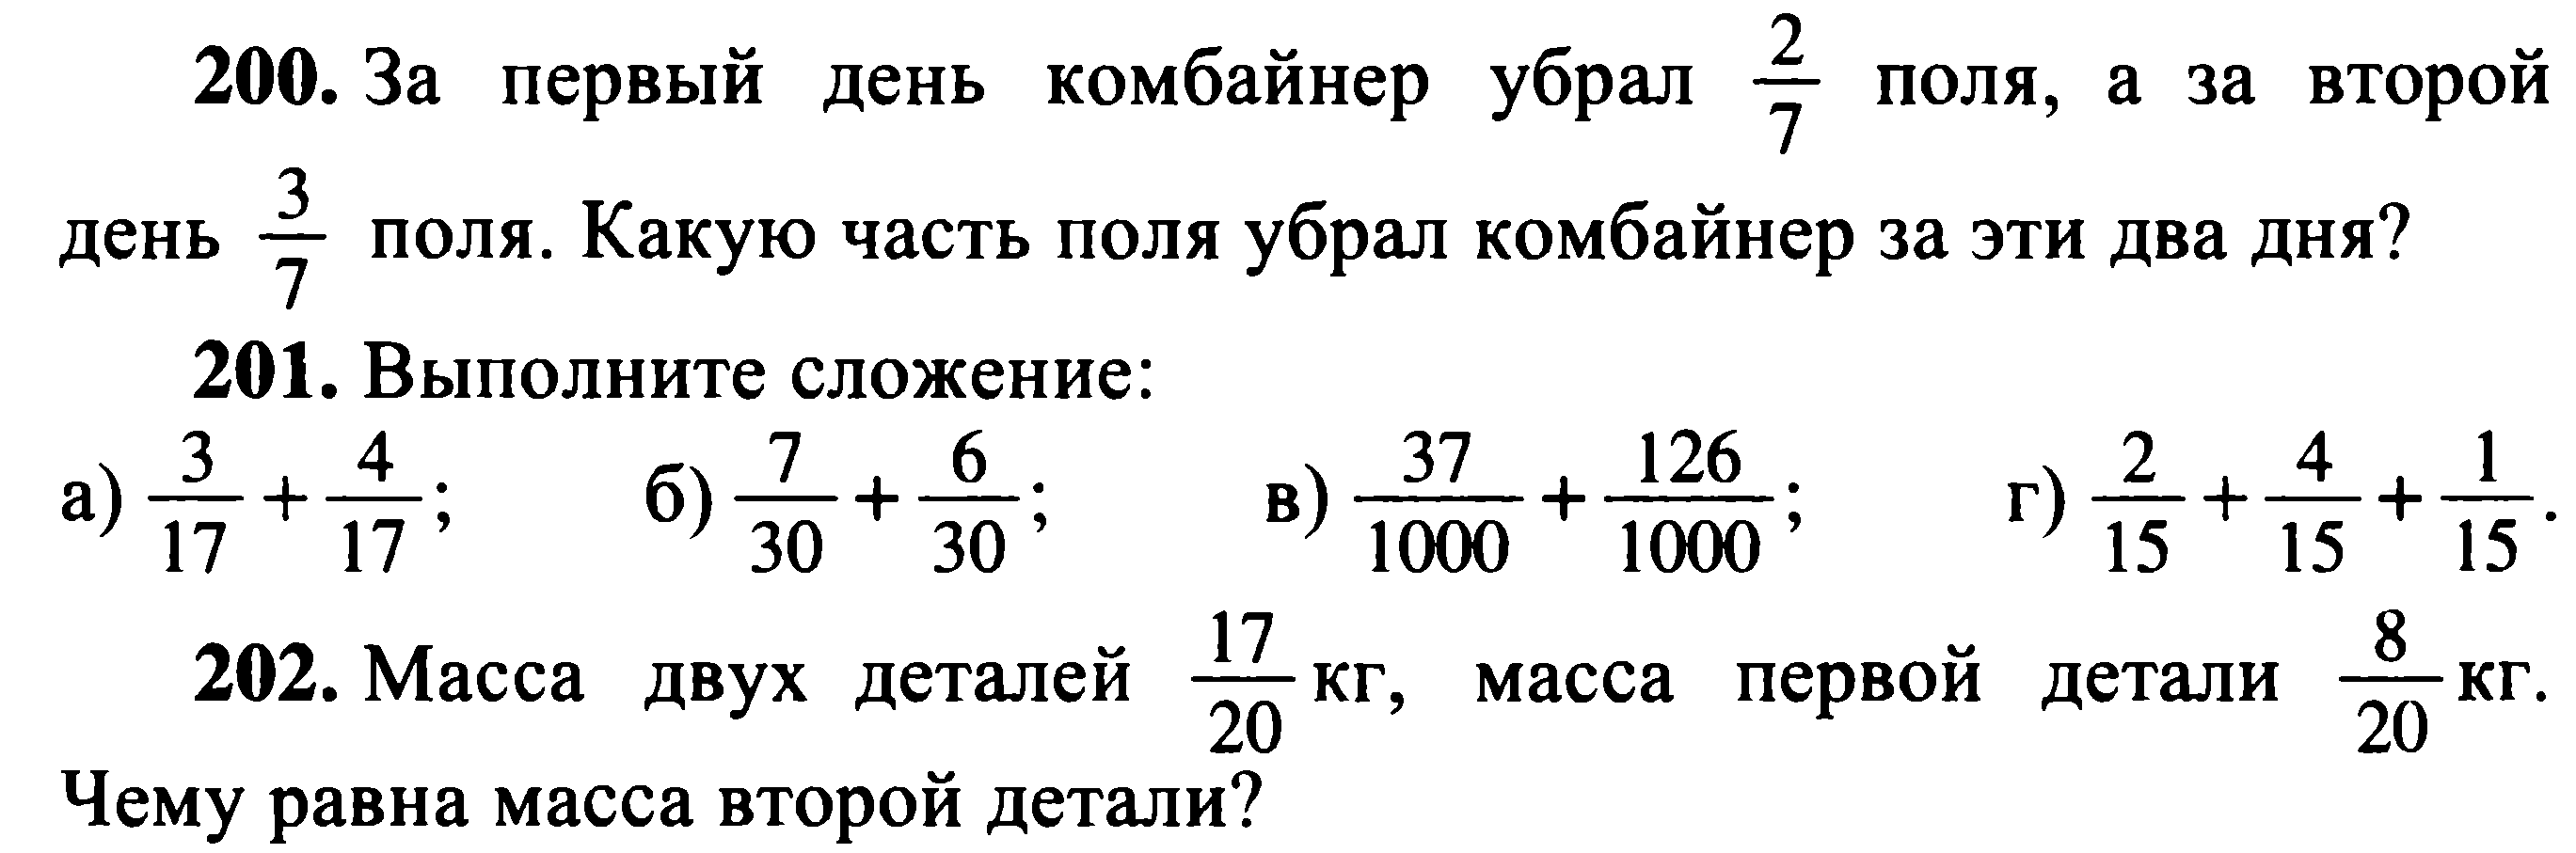 200. За первый день комбайнер убрал 2/7 поля, а за второй
день 3/7 поля. Какую часть поля убрал комбайнер за эти два дня?
201. Выполните сложение:
а) 3/17 + 4/17; б) 7/30 + 6/30; в) 37/1000 + 126/1000; г) 2/15 + 4/15 + 1/15.
202. Масса двух деталей 17/20 кг, масса первой детали 8/20 кг.
Чему равна масса второй детали?